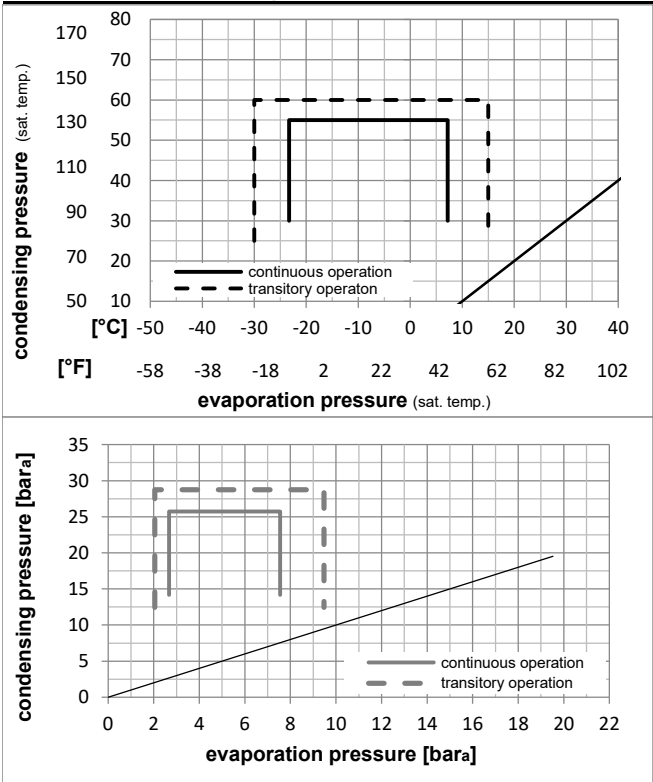 condensing pressure (sat. temp.)
170 80
70
150 60
130 50
110 40
90 30
70 20
50 10
continuous operation
transitory operaton
[°C] -50 -40 -30 -20 -10 0 10 20 30 40
[°F] -58 -38 -18 2 22 42 62 82 102
evaporation pressure (sat. temp.)
condensing pressure [bara]
35
30
25
20
15
10
5
0
continuous operation
transitory operation
0 2 4 6 8 10 12 14 16 18 20 22
evaporation pressure [bara]